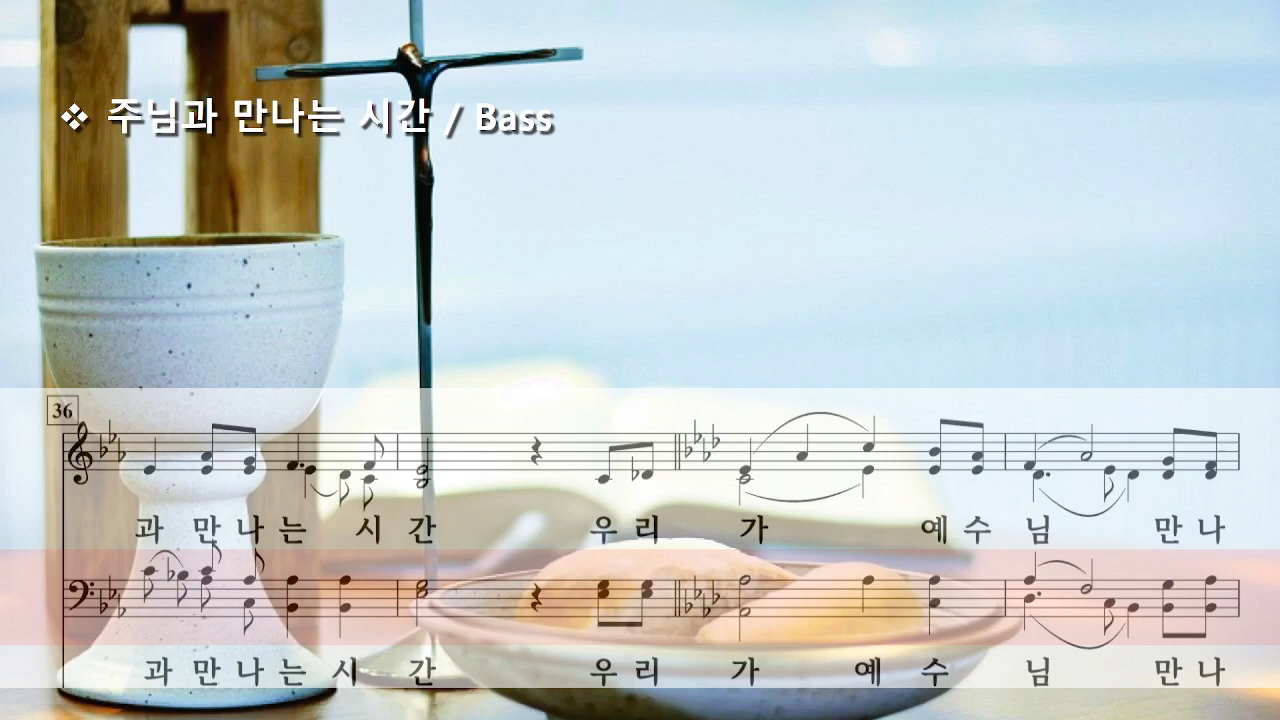 ❖ 주님과 만나는 시간 / Bass
36
과 만 나 는 시 간 우 리 가 예 수 님 만 나
과 만 나 는 시 간 우 리 가 예 수 님 만 나